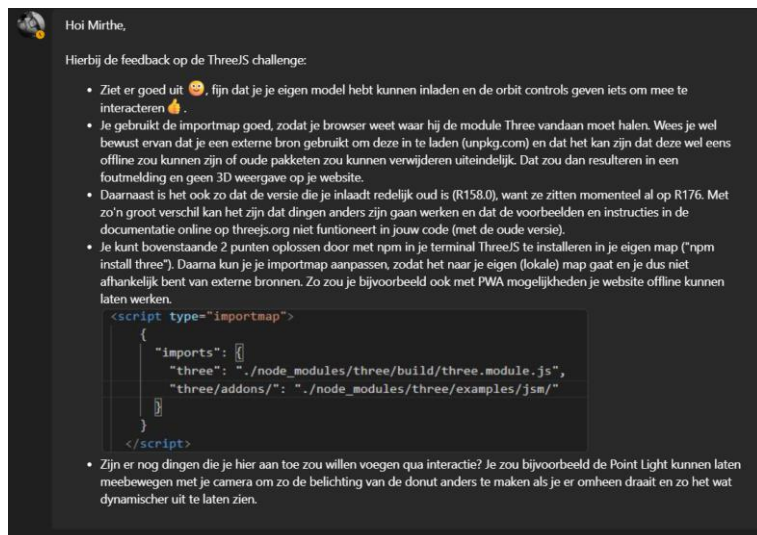 Hoi Mirthe,
Hierbij de feedback op de ThreeJS challenge:
• Ziet er goed uit 😀, fijn dat je je eigen model hebt kunnen inladen en de orbit controls geven iets om mee te
interacteren 👍.
• Je gebruikt de importmap goed, zodat je browser weet waar hij de module Three vandaan moet halen. Wees je wel
bewust ervan dat je een externe bron gebruikt om deze in te laden (unpkg.com) en dat het kan zijn dat deze wel eens
offline zou kunnen zijn of oude pakketen zou kunnen verwijderen uiteindelijk. Dat zou dan resulteren in een
foutmelding en geen 3D weergave op je website.
• Daarnaast is het ook zo dat de versie die je inlaadt redelijk oud is (R158.0), want ze zitten momenteel al op R176. Met
zo'n groot verschil kan het zijn dat dingen anders zijn gaan werken en dat de voorbeelden en instructies in de
documentatie online op threejs.org niet funtioneert in jouw code (met de oude versie).
• Je kunt bovenstaande 2 punten oplossen door met npm in je terminal ThreeJS te installeren in je eigen map ("npm
install three"). Daarna kun je je importmap aanpassen, zodat het naar je eigen (lokale) map gaat en je dus niet
afhankelijk bent van externe bronnen. Zo zou je bijvoorbeeld ook met PWA mogelijkheden je website offline kunnen
laten werken.
<script type="importmap">
{
"imports": {
"three": "./node_modules/three/build/three.module.js",
"three/addons/": "./node_modules/three/examples/jsm/"
}
}
</script>
• Zijn er nog dingen die je hier aan toe zou willen voegen qua interactie? Je zou bijvoorbeeld de Point Light kunnen laten
meebewegen met je camera om zo de belichting van de donut anders te maken als je er omheen draait en zo het wat
dynamischer uit te laten zien.